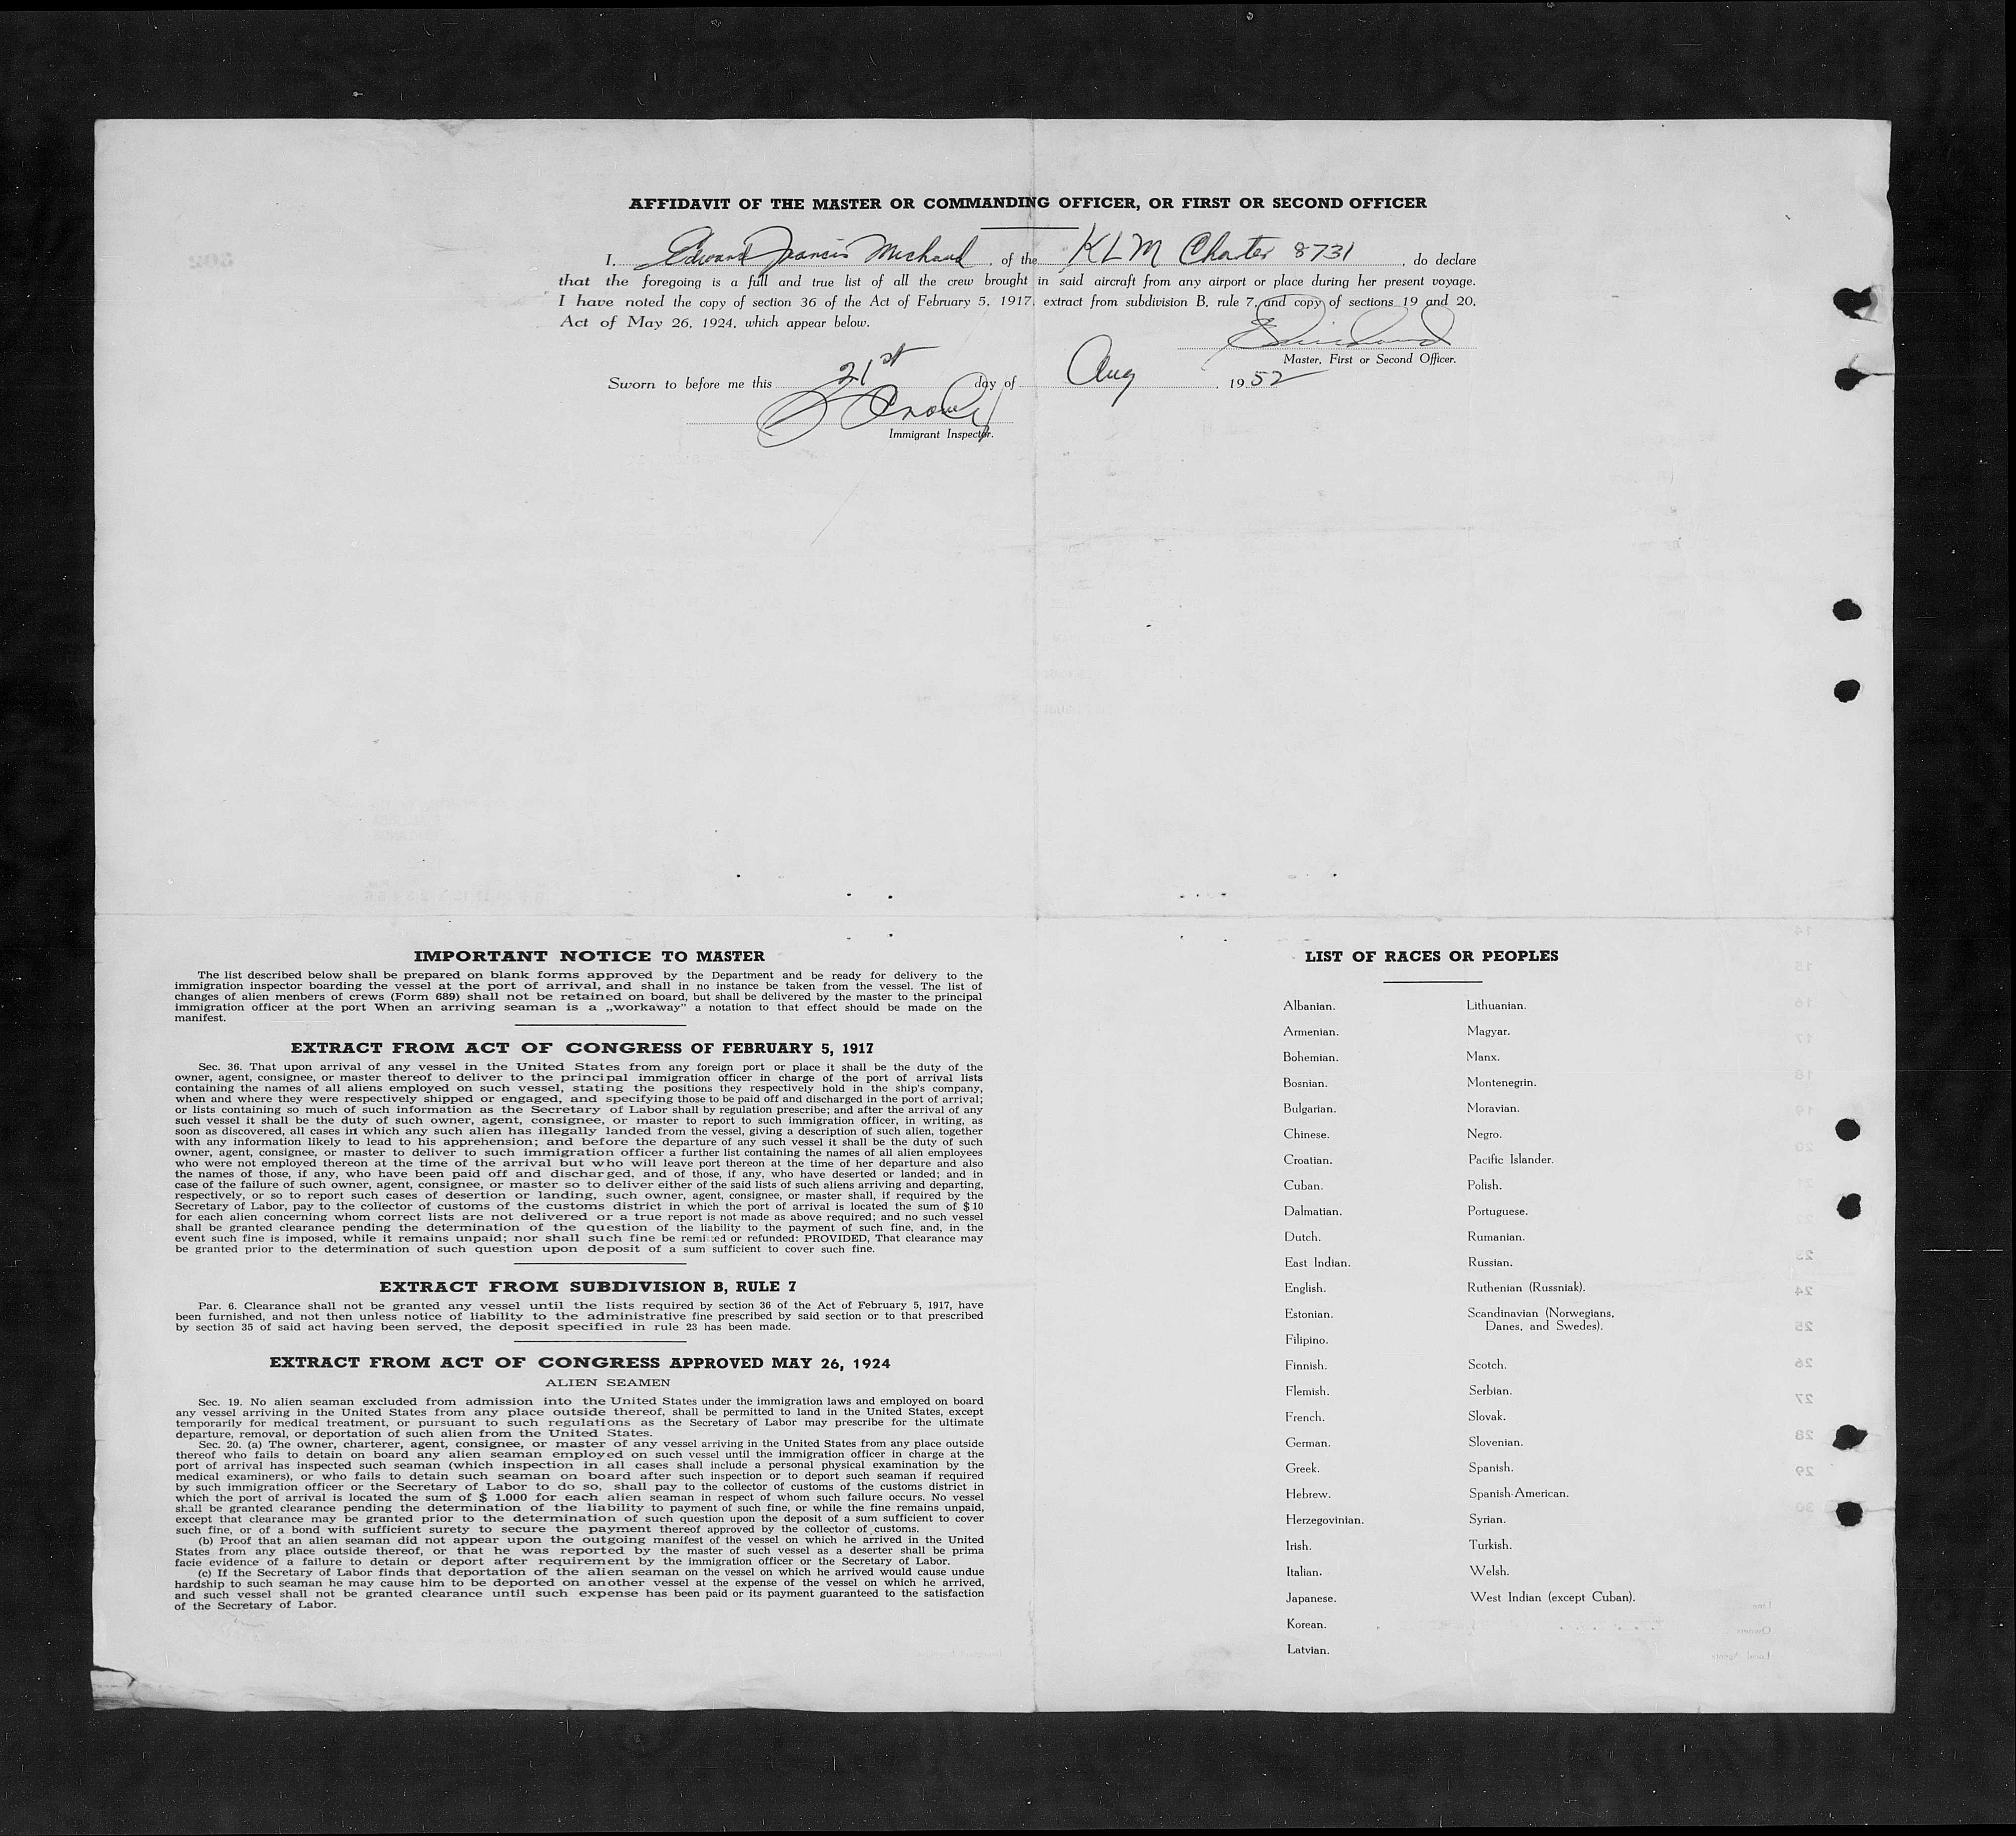 AFFIDAVIT OF THE MASTER OR COMMANDING OFFICER, OR FIRST OR SECOND OFFICER
I, Edward Francis Michaud, of the KLM Charter 8731, do declare
that the foregoing is a full and true list of all the crew brought in said aircraft from any airport or place during her present voyage.
I have noted the copy of section 36 of the Act of February 5, 1917, extract from subdivision B, rule 7, and copy of sections 19 and 20,
Act of May 26, 1924, which appear below.
Master, First or Second Officer.
Sworn to before me this 21st day of Aug, 1952
Immigrant Inspector.
IMPORTANT NOTICE TO MASTER
The list described below shall be prepared on blank forms approved by the Department and be ready for delivery to the
immigration inspector boarding the vessel at the port of arrival, and shall in no instance be taken from the vessel. The list of
changes of alien menbers of crews (Form 689) shall not be retained on board, but shall be delivered by the master to the principal
immigration officer at the port When an arriving seaman is a „workaway” a notation to that effect should be made on the
manifest.
EXTRACT FROM ACT OF CONGRESS OF FEBRUARY 5, 1917
Sec. 36. That upon arrival of any vessel in the United States from any foreign port or place it shall be the duty of the
owner, agent, consignee, or master thereof to deliver to the principal immigration officer in charge of the port of arrival lists
containing the names of all aliens employed on such vessel, stating the positions they respectively hold in the ship's company,
when and where they were respectively shipped or engaged, and specifying those to be paid off and discharged in the port of arrival;
or lists containing so much of such information as the Secretary of Labor shall by regulation prescribe; and after the arrival of any
such vessel it shall be the duty of such owner, agent, consignee, or master to report to such immigration officer, in writing, as
soon as discovered, all cases in which any such alien has illegally landed from the vessel, giving a description of such alien, together
with any information likely to lead to his apprehension; and before the departure of any such vessel it shall be the duty of such
owner, agent, consignee, or master to deliver to such immigration officer a further list containing the names of all alien employees
who were not employed thereon at the time of the arrival but who will leave port thereon at the time of her departure and also
the names of those, if any, who have been paid off and discharged, and of those, if any, who have deserted or landed; and in
case of the failure of such owner, agent, consignee, or master so to deliver either of the said lists of such aliens arriving and departing,
respectively, or so to report such cases of desertion or landing, such owner, agent, consignee, or master shall, if required by the
Secretary of Labor, pay to the collector of customs of the customs district in which the port of arrival is located the sum of $ 10
for each alien concerning whom correct lists are not delivered or a true report is not made as above required; and no such vessel
shall be granted clearance pending the determination of the question of the liability to the payment of such fine, and, in the
event such fine is imposed, while it remains unpaid; nor shall such fine be remitted or refunded: PROVIDED, That clearance may
be granted prior to the determination of such question upon deposit of a sum sufficient to cover such fine.
EXTRACT FROM SUBDIVISION B, RULE 7
Par. 6. Clearance shall not be granted any vessel until the lists required by section 36 of the Act of February 5, 1917, have
been furnished, and not then unless notice of liability to the administrative fine prescribed by said section or to that prescribed
by section 35 of said act having been served, the deposit specified in rule 23 has been made.
EXTRACT FROM ACT OF CONGRESS APPROVED MAY 26, 1924
ALIEN SEAMEN
Sec. 19. No alien seaman excluded from admission into the United States under the immigration laws and employed on board
any vessel arriving in the United States from any place outside thereof, shall be permitted to land in the United States, except
temporarily for medical treatment, or pursuant to such regulations as the Secretary of Labor may prescribe for the ultimate
departure, removal, or deportation of such alien from the United States.
Sec. 20. (a) The owner, charterer, agent, consignee, or master of any vessel arriving in the United States from any place outside
thereof who fails to detain on board any alien seaman employed on such vessel until the immigration officer in charge at the
port of arrival has inspected such seaman (which inspection in all cases shall include a personal physical examination by the
medical examiners), or who fails to detain such seaman on board after such inspection or to deport such seaman if required
by such immigration officer or the Secretary of Labor to do so, shall pay to the collector of customs of the customs district in
which the port of arrival is located the sum of $ 1.000 for each alien seaman in respect of whom such failure occurs. No vessel
shall be granted clearance pending the determination of the liability to payment of such fine, or while the fine remains unpaid,
except that clearance may be granted prior to the determination of such question upon the deposit of a sum sufficient to cover
such fine, or of a bond with sufficient surety to secure the payment thereof approved by the collector of customs.
(b) Proof that an alien seaman did not appear upon the outgoing manifest of the vessel on which he arrived in the United
States from any place outside thereof, or that he was reported by the master of such vessel as a deserter shall be prima
facie evidence of a failure to detain or deport after requirement by the immigration officer or the Secretary of Labor.
(c) If the Secretary of Labor finds that deportation of the alien seaman on the vessel on which he arrived would cause undue
hardship to such seaman he may cause him to be deported on another vessel at the expense of the vessel on which he arrived,
and such vessel shall not be granted clearance until such expense has been paid or its payment guaranteed to the satisfaction
of the Secretary of Labor.
LIST OF RACES OR PEOPLES
Albanian.
Armenian.
Bohemian.
Bosnian.
Bulgarian.
Chinese.
Croatian.
Cuban.
Dalmatian.
Dutch.
East Indian.
English.
Estonian.
Filipino.
Finnish.
Flemish.
French.
German.
Greek.
Hebrew.
Herzegovinian.
Irish.
Italian.
Japanese.
Korean.
Latvian.
Lithuanian.
Magyar.
Manx.
Montenegrin.
Moravian.
Negro.
Pacific Islander.
Polish.
Portuguese.
Rumanian.
Russian.
Ruthenian (Russniak).
Scandinavian (Norwegians,
Danes, and Swedes).
Scotch.
Serbian.
Slovak.
Slovenian.
Spanish.
Spanish-American.
Syrian.
Turkish.
Welsh.
West Indian (except Cuban).